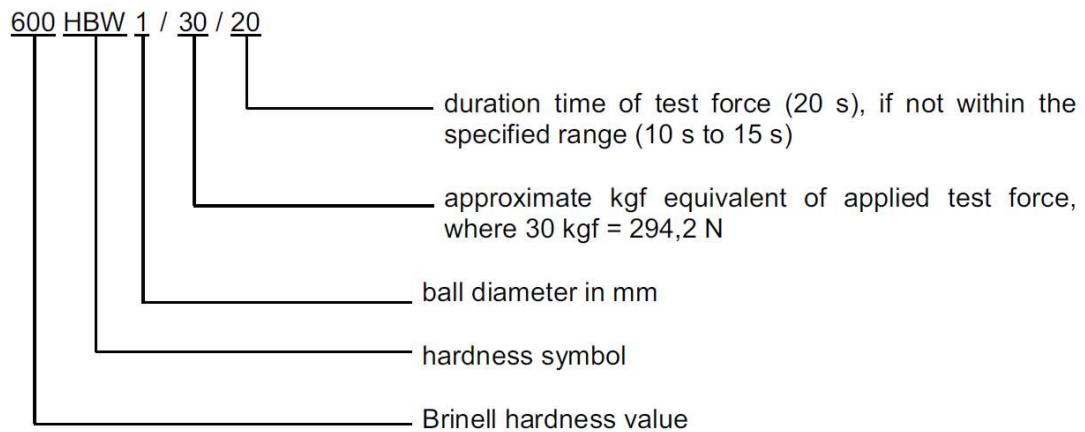 600 HBW 1 / 30 / 20
duration time of test force (20 s), if not within the
specified range (10 s to 15 s)
approximate kgf equivalent of applied test force,
where 30 kgf = 294,2 N
ball diameter in mm
hardness symbol
Brinell hardness value